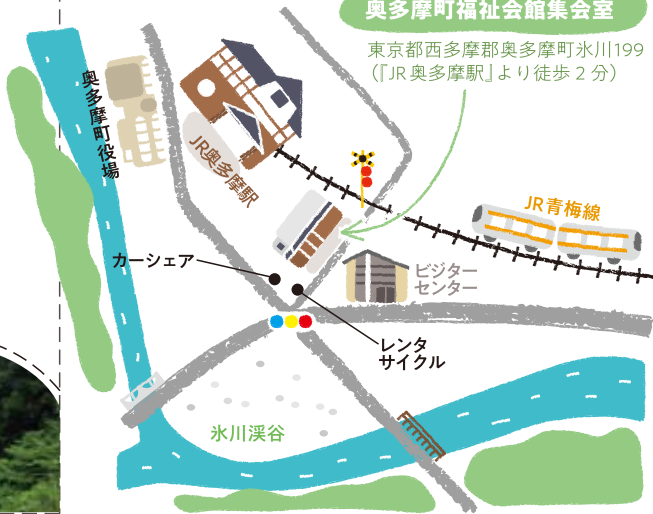 奥多摩町福祉会館集会室
東京都西多摩郡奥多摩町氷川199
(『JR奥多摩駅』より徒歩2分)
奥多摩町役場
JR奥多摩駅
JR青梅線
カーシェア
ビジター
センター
レンタ
サイクル
氷川渓谷